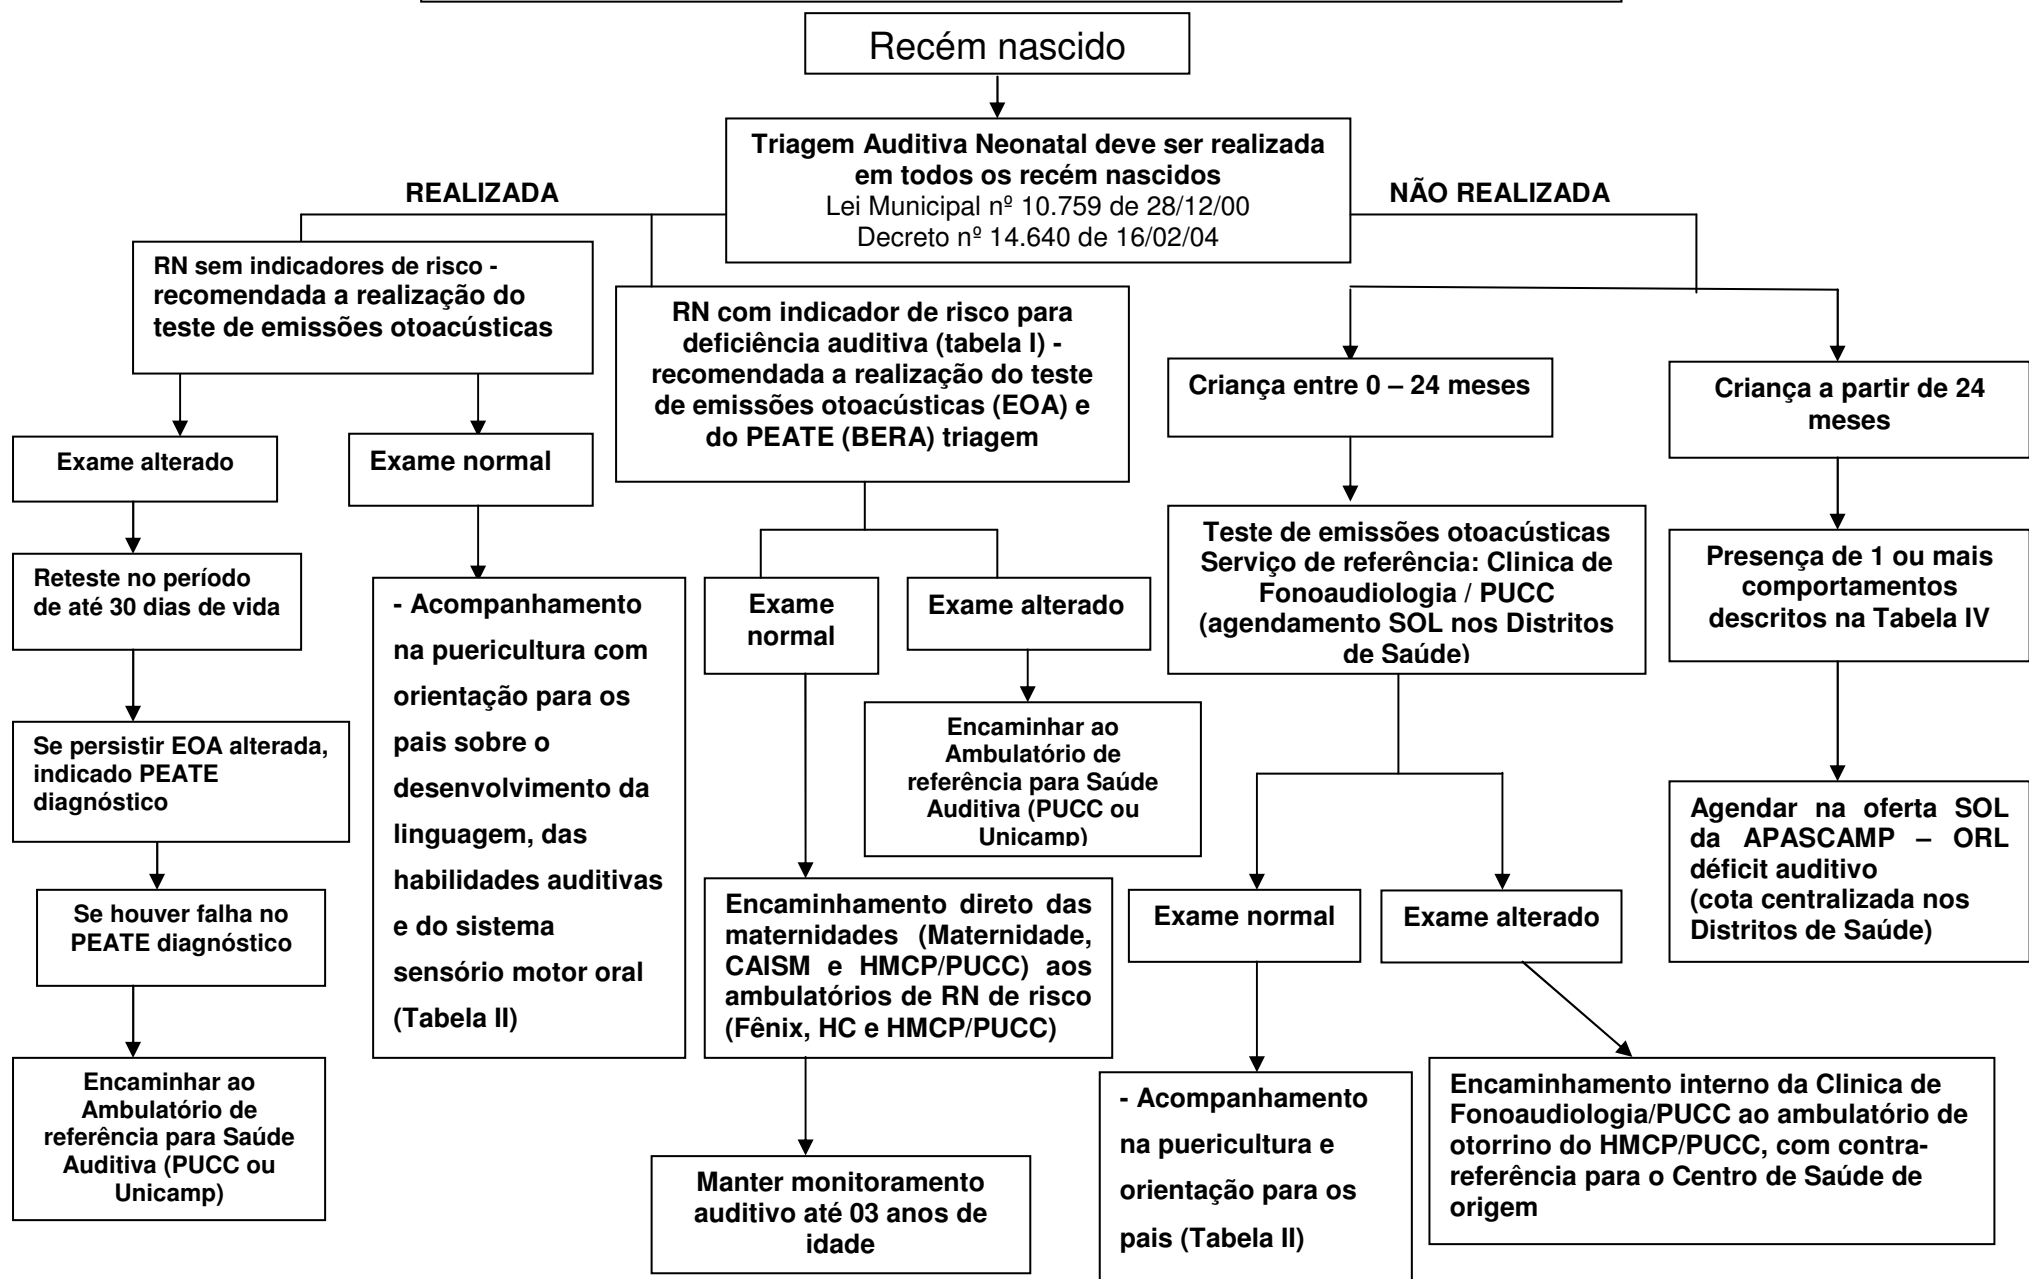 Recém nascido
Triagem Auditiva Neonatal deve ser realizada
em todos os recém nascidos
Lei Municipal nº 10.759 de 28/12/00
Decreto nº 14.640 de 16/02/04
REALIZADA
NÃO REALIZADA
RN sem indicadores de risco -
recomendada a realização do
teste de emissões otoacústicas
RN com indicador de risco para
deficiência auditiva (tabela I) -
recomendada a realização do teste
de emissões otoacústicas (EOA) e
do PEATE (BERA) triagem
Criança entre 0 – 24 meses
Criança a partir de 24
meses
Exame alterado
Exame normal
Reteste no período
de até 30 dias de vida
- Acompanhamento
na puericultura com
orientação para os
pais sobre o
desenvolvimento da
linguagem, das
habilidades auditivas
e do sistema
sensório motor oral
(Tabela II)
Exame
normal
Exame alterado
Teste de emissões otoacústicas
Serviço de referência: Clinica de
Fonoaudiologia / PUCC
(agendamento SOL nos Distritos
de Saúde)
Presença de 1 ou mais
comportamentos
descritos na Tabela IV
Se persistir EOA alterada,
indicado PEATE
diagnóstico
Encaminhar ao
Ambulatório de
referência para Saúde
Auditiva (PUCC ou
Unicamp)
Agendar na oferta SOL
da APASCAMP – ORL
déficit auditivo
(cota centralizada nos
Distritos de Saúde)
Se houver falha no
PEATE diagnóstico
Encaminhamento direto das
maternidades (Maternidade,
CAISM e HMCP/PUCC) aos
ambulatórios de RN de risco
(Fênix, HC e HMCP/PUCC)
Exame normal
Exame alterado
Encaminhar ao
Ambulatório de
referência para Saúde
Auditiva (PUCC ou
Unicamp)
Manter monitoramento
auditivo até 03 anos de
idade
- Acompanhamento
na puericultura e
orientação para os
pais (Tabela II)
Encaminhamento interno da Clinica de
Fonoaudiologia/PUCC ao ambulatório de
otorrino do HMCP/PUCC, com contra-
referência para o Centro de Saúde de
origem